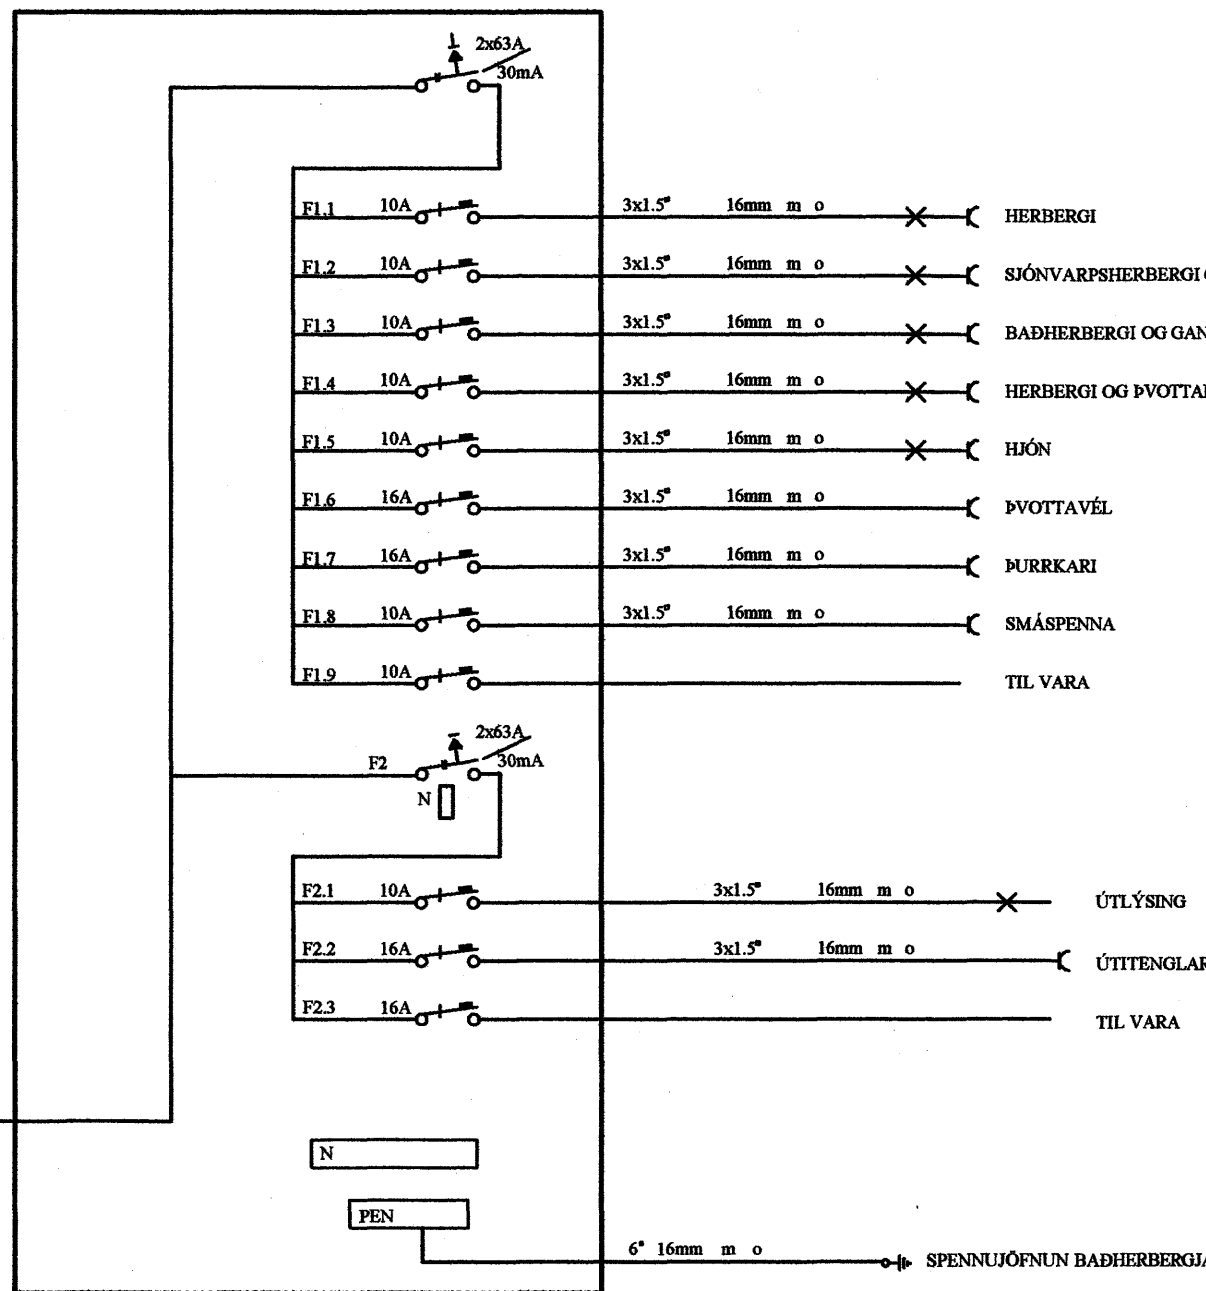 2x63A
30mA
F1.1 10A 3x1.5" 16mm m o HERBERGI
F1.2 10A 3x1.5" 16mm m o SJÓNVARPSHERBERGI
F1.3 10A 3x1.5" 16mm m o BAÐHERBERGI OG GAN
F1.4 10A 3x1.5" 16mm m o HERBERGI OG ÞVOTTA
F1.5 10A 3x1.5" 16mm m o HJÓN
F1.6 16A 3x1.5" 16mm m o ÞVOTTAVÉL
F1.7 16A 3x1.5" 16mm m o ÞURRKARI
F1.8 10A 3x1.5" 16mm m o SMÁSPENNA
F1.9 10A TIL VARA
2x63A
F2 30mA
N
F2.1 10A 3x1.5" 16mm m o ÚTLÝSING
F2.2 16A 3x1.5" 16mm m o ÚTITENGLAR
F2.3 16A TIL VARA
N
PEN
6" 16mm m o SPENNUJÖFNUN BAÐHERBERGJA